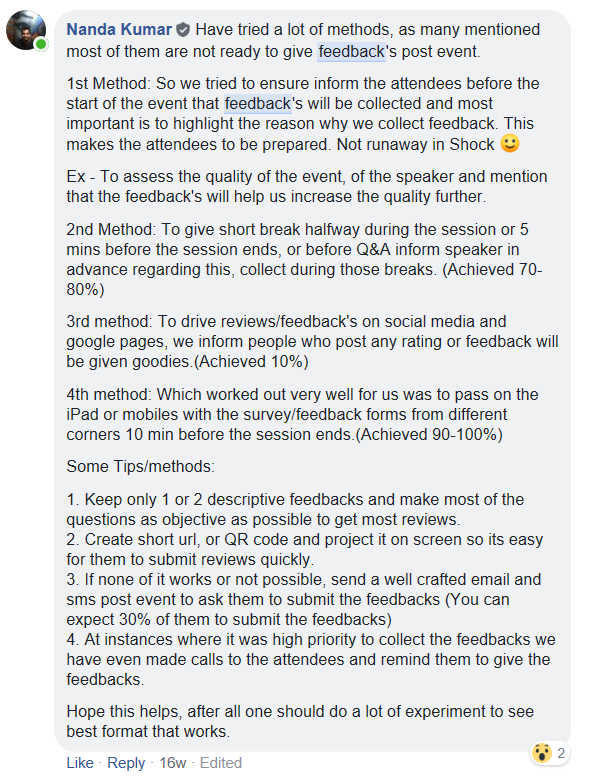 Nanda Kumar Have tried a lot of methods, as many mentioned
most of them are not ready to give feedback's post event.
1st Method: So we tried to ensure inform the attendees before the
start of the event that feedback's will be collected and most
important is to highlight the reason why we collect feedback. This
makes the attendees to be prepared. Not runaway in Shock 🙂
Ex - To assess the quality of the event, of the speaker and mention
that the feedback's will help us increase the quality further.
2nd Method: To give short break halfway during the session or 5
mins before the session ends, or before Q&A inform speaker in
advance regarding this, collect during those breaks. (Achieved 70-
80%)
3rd method: To drive reviews/feedback's on social media and
google pages, we inform people who post any rating or feedback will
be given goodies.(Achieved 10%)
4th method: Which worked out very well for us was to pass on the
iPad or mobiles with the survey/feedback forms from different
corners 10 min before the session ends.(Achieved 90-100%)
Some Tips/methods:
1. Keep only 1 or 2 descriptive feedbacks and make most of the
questions as objective as possible to get most reviews.
2. Create short url, or QR code and project it on screen so its easy
for them to submit reviews quickly.
3. If none of it works or not possible, send a well crafted email and
sms post event to ask them to submit the feedbacks (You can
expect 30% of them to submit the feedbacks)
4. At instances where it was high priority to collect the feedbacks we
have even made calls to the attendees and remind them to give the
feedbacks.
Hope this helps, after all one should do a lot of experiment to see
best format that works.
2
Like · Reply · 16w · Edited